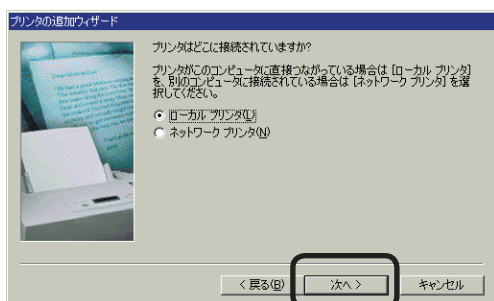 プリンタの追加ウィザード
プリンタはどこに接続されていますか?
プリンタがこのコンピュータに直接つながっている場合は [ローカル プリンタ]
を、別のコンピュータに接続されている場合は [ネットワーク プリンタ] を選
択してください。
ローカル プリンタ(L)
ネットワーク プリンタ(N)
< 戻る(B)
次へ >
キャンセル